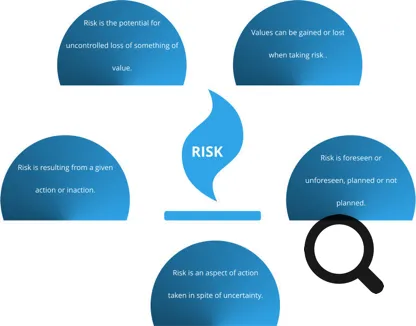 Risk is the potential for
uncontrolled loss of something of
value.
Values can be gained or lost
when taking risk .
RISK
Risk is resulting from a given
action or inaction.
Risk is foreseen or
unforeseen, planned or not
planned.
Risk is an aspect of action
taken in spite of uncertainty.